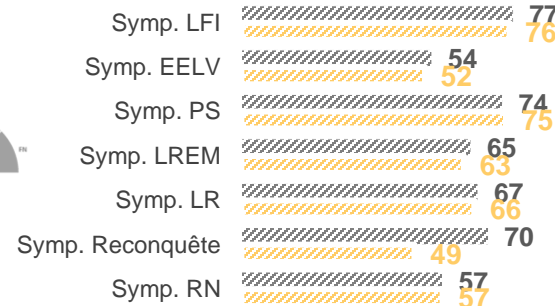 Symp. LFI 77
76
Symp. EELV 54
52
Symp. PS 74
75
FN
Symp. LREM 65
63
Symp. LR 67
66
Symp. Reconquête 70
49
Symp. RN 57
57